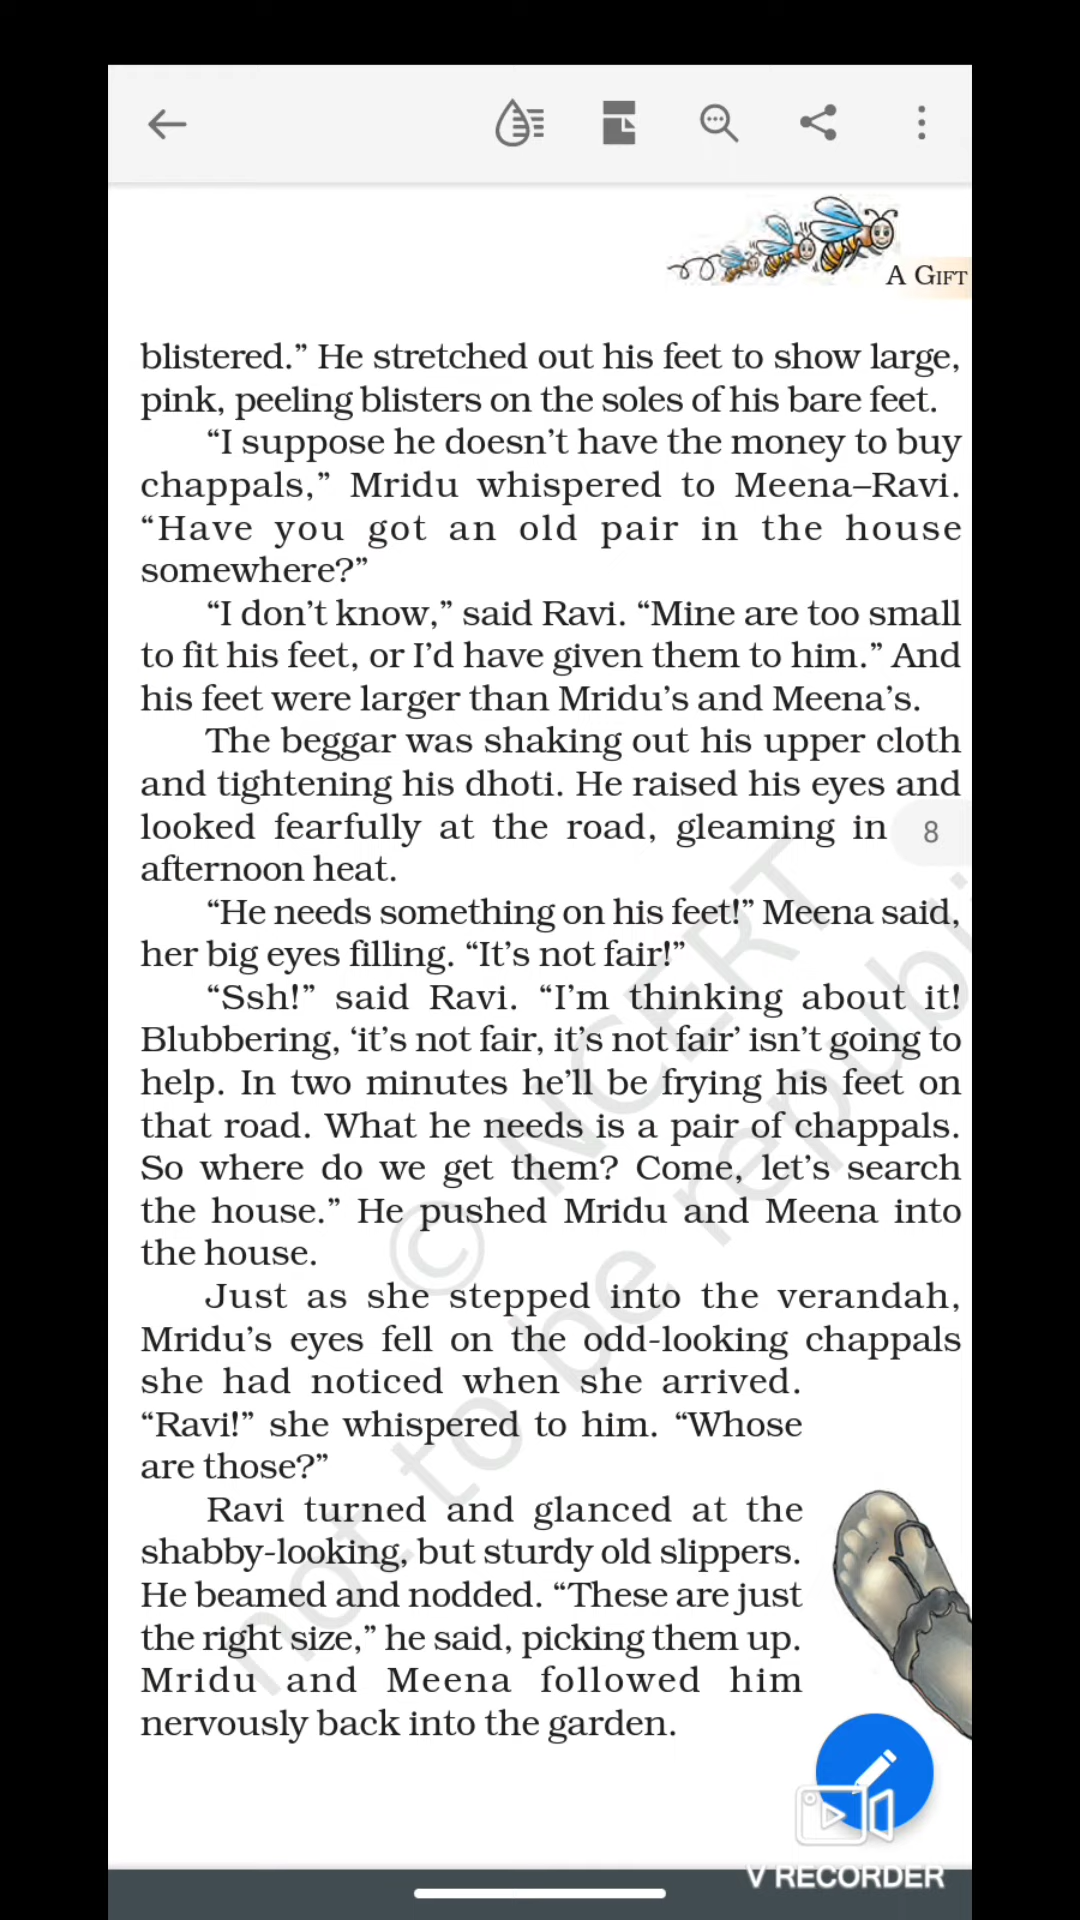 A GIFT
blistered.” He stretched out his feet to show large,
pink, peeling blisters on the soles of his bare feet.
“I suppose he doesn’t have the money to buy
chappals,” Mridu whispered to Meena–Ravi.
“Have you got an old pair in the house
somewhere?”
“I don’t know,” said Ravi. “Mine are too small
to fit his feet, or I’d have given them to him.” And
his feet were larger than Mridu’s and Meena’s.
The beggar was shaking out his upper cloth
and tightening his dhoti. He raised his eyes and
looked fearfully at the road, gleaming in
8
afternoon heat.
“He needs something on his feet!” Meena said,
her big eyes filling. “It’s not fair!”
“Ssh!” said Ravi. “I’m thinking about it!
Blubbering, ‘it’s not fair, it’s not fair’ isn’t going to
help. In two minutes he’ll be frying his feet on
that road. What he needs is a pair of chappals.
So where do we get them? Come, let’s search
the house.” He pushed Mridu and Meena into
the house.
Just as she stepped into the verandah,
Mridu’s eyes fell on the odd-looking chappals
she had noticed when she arrived.
“Ravi!” she whispered to him. “Whose
are those?”
Ravi turned and glanced at the
shabby-looking, but sturdy old slippers.
He beamed and nodded. “These are just
the right size,” he said, picking them up.
Mridu and Meena followed him
nervously back into the garden.
© NCERT
not to be republi
V RECORDER